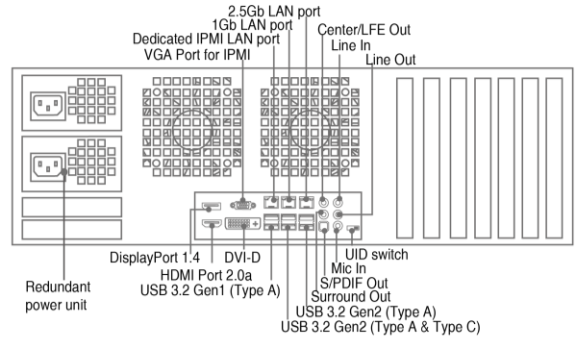 2.5Gb LAN port
1Gb LAN port
Dedicated IPMI LAN port
VGA Port for IPMI
Center/LFE Out
Line In
Line Out
DisplayPort 1.4
DVI-D
UID switch
HDMI Port 2.0a
Mic In
USB 3.2 Gen1 (Type A)
S/PDIF Out
Surround Out
Redundant
power unit
USB 3.2 Gen2 (Type A)
USB 3.2 Gen2 (Type A & Type C)